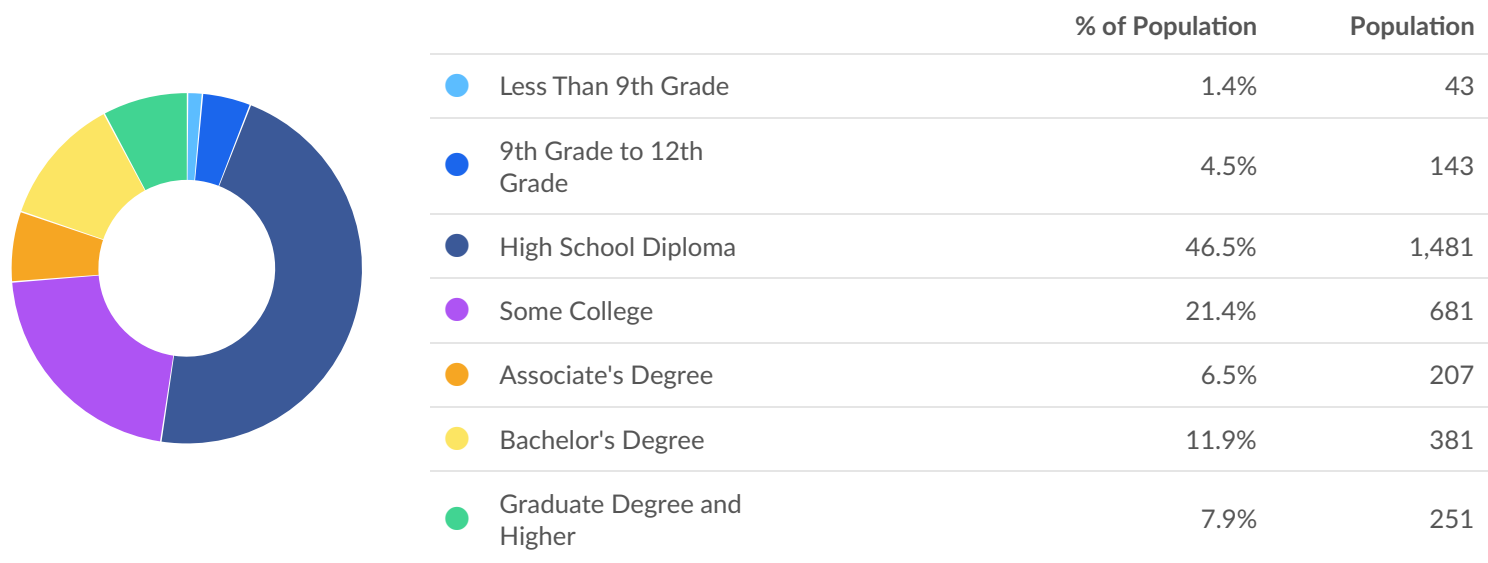 % of Population Population
Less Than 9th Grade 1.4% 43
9th Grade to 12th
Grade 4.5% 143
High School Diploma 46.5% 1,481
Some College 21.4% 681
Associate's Degree 6.5% 207
Bachelor's Degree 11.9% 381
Graduate Degree and
Higher 7.9% 251